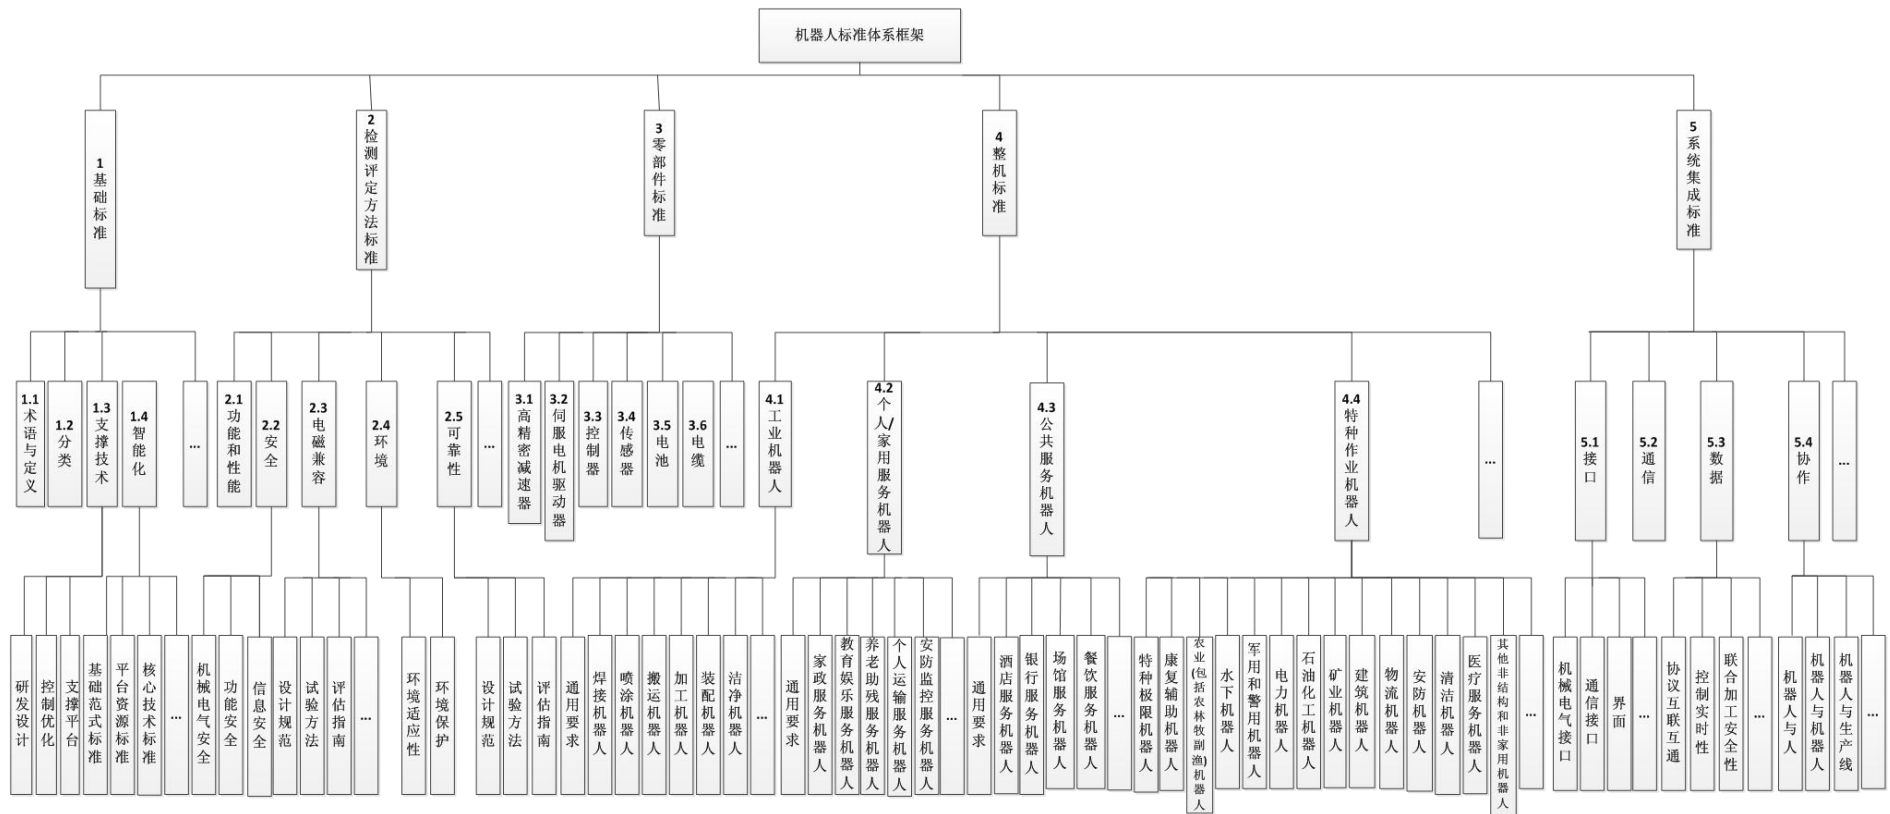 机器人标准体系框架
1 基础标准
2 检测评定方法标准
3 零部件标准
4 整机标准
5 系统集成标准
1.1 术语与定义
1.2 分类
1.3 支撑技术
1.4 智能化
...
2.1 功能和性能
2.2 安全
2.3 电磁兼容
2.4 环境
2.5 可靠性
...
3.1 高精密减速器
3.2 伺服电机驱动器
3.3 控制器
3.4 传感器
3.5 电池
3.6 电缆
...
4.1 工业机器人
4.2 个人/家用服务机器人
4.3 公共服务机器人
4.4 特种作业机器人
...
5.1 接口
5.2 通信
5.3 数据
5.4 协作
...
研发设计
控制优化
支撑平台
基础范式标准
平台资源标准
核心技术标准
...
机械电气安全
功能安全
信息安全
设计规范
试验方法
评估指南
...
环境适应性
环境保护
设计规范
试验方法
评估指南
通用要求
焊接机器人
喷涂机器人
搬运机器人
加工机器人
装配机器人
洁净机器人
...
通用要求
家政服务机器人
教育娱乐服务机器人
养老助残服务机器人
个人运输服务机器人
安防监控服务机器人
...
通用要求
酒店服务机器人
银行服务机器人
场馆服务机器人
餐饮服务机器人
...
特种极限机器人
康复辅助机器人
农业(包括农林牧副渔)机器人
水下机器人
军用和警用机器人
电力机器人
石油化工机器人
矿业机器人
建筑机器人
物流机器人
安防机器人
清洁机器人
医疗服务机器人
其他非结构和非家用机器人
...
机械电气接口
通信接口
界面
...
协议互联互通
控制实时性
联合加工安全性
...
机器人与人
机器人与机器人
机器人与生产线
...